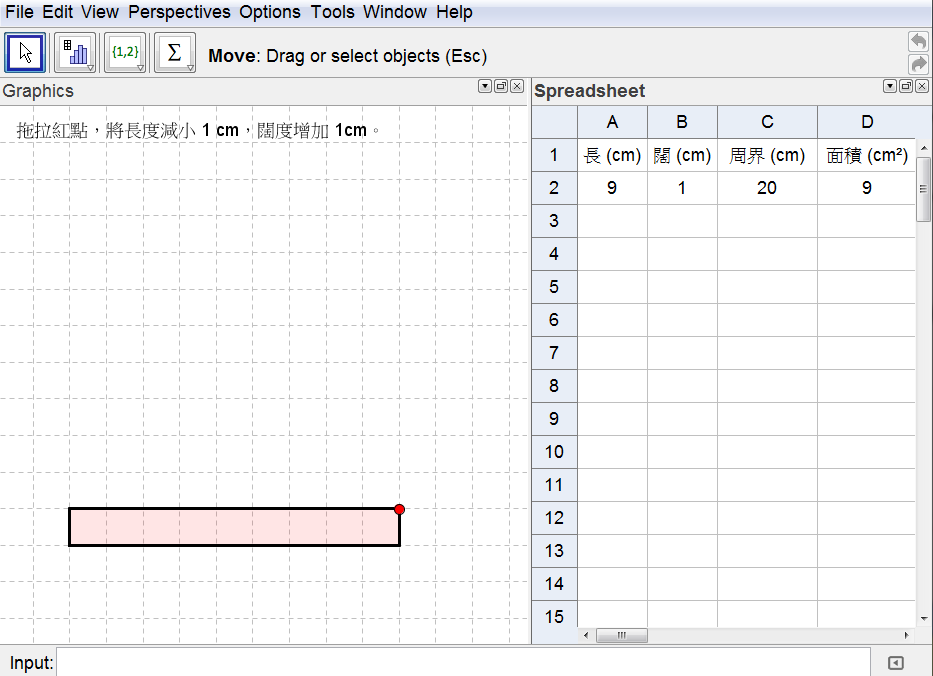 File Edit View Perspectives Options Tools Window Help
{1,2} Σ Move: Drag or select objects (Esc)
Graphics
拖拉紅點，將長度減小 1 cm，闊度增加 1cm。
Spreadsheet
A B C D
1 長 (cm) 闊 (cm) 周界 (cm) 面積 (cm²)
2 9 1 20 9
3
4
5
6
7
8
9
10
11
12
13
14
15
Input: